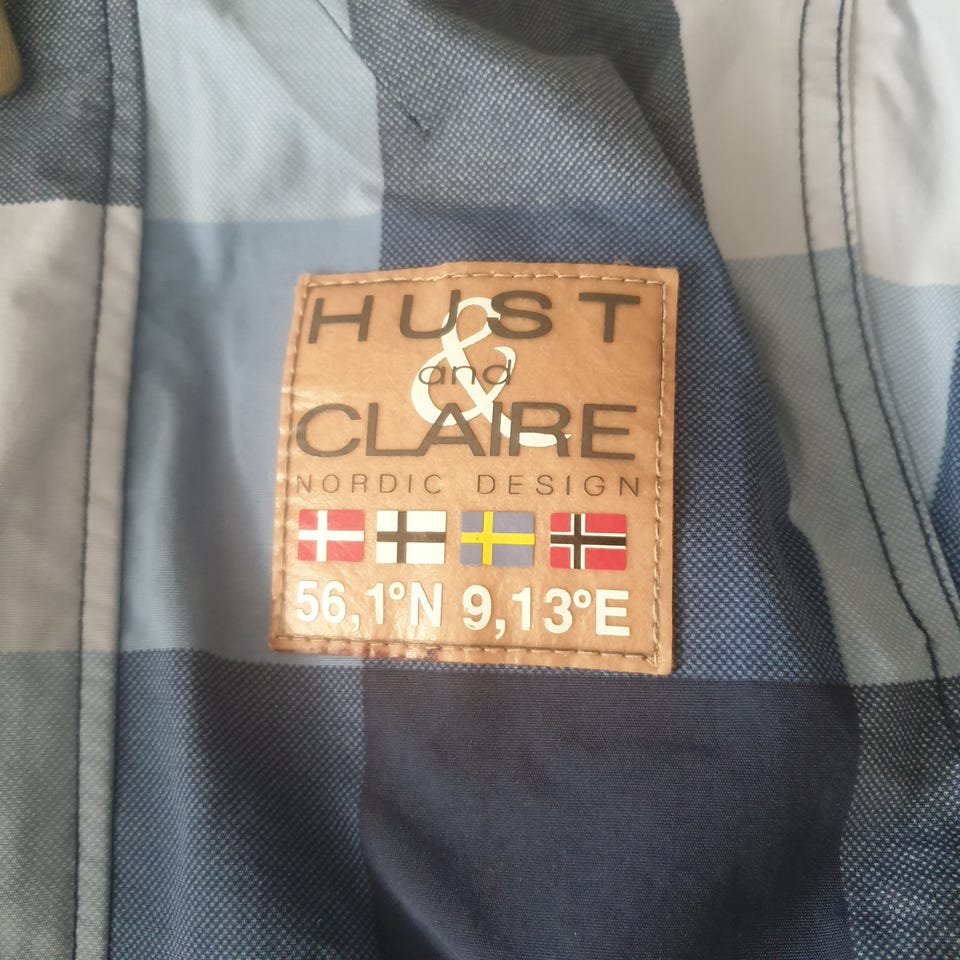 HUST
&
and
CLAIRE
NORDIC DESIGN
56,1°N 9,13°E